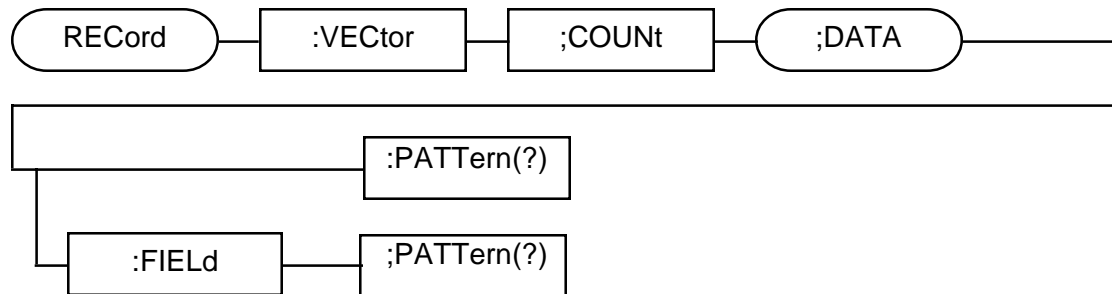 RECord :VECtor ;COUNt ;DATA
:PATTern(?)
:FIELd ;PATTern(?)